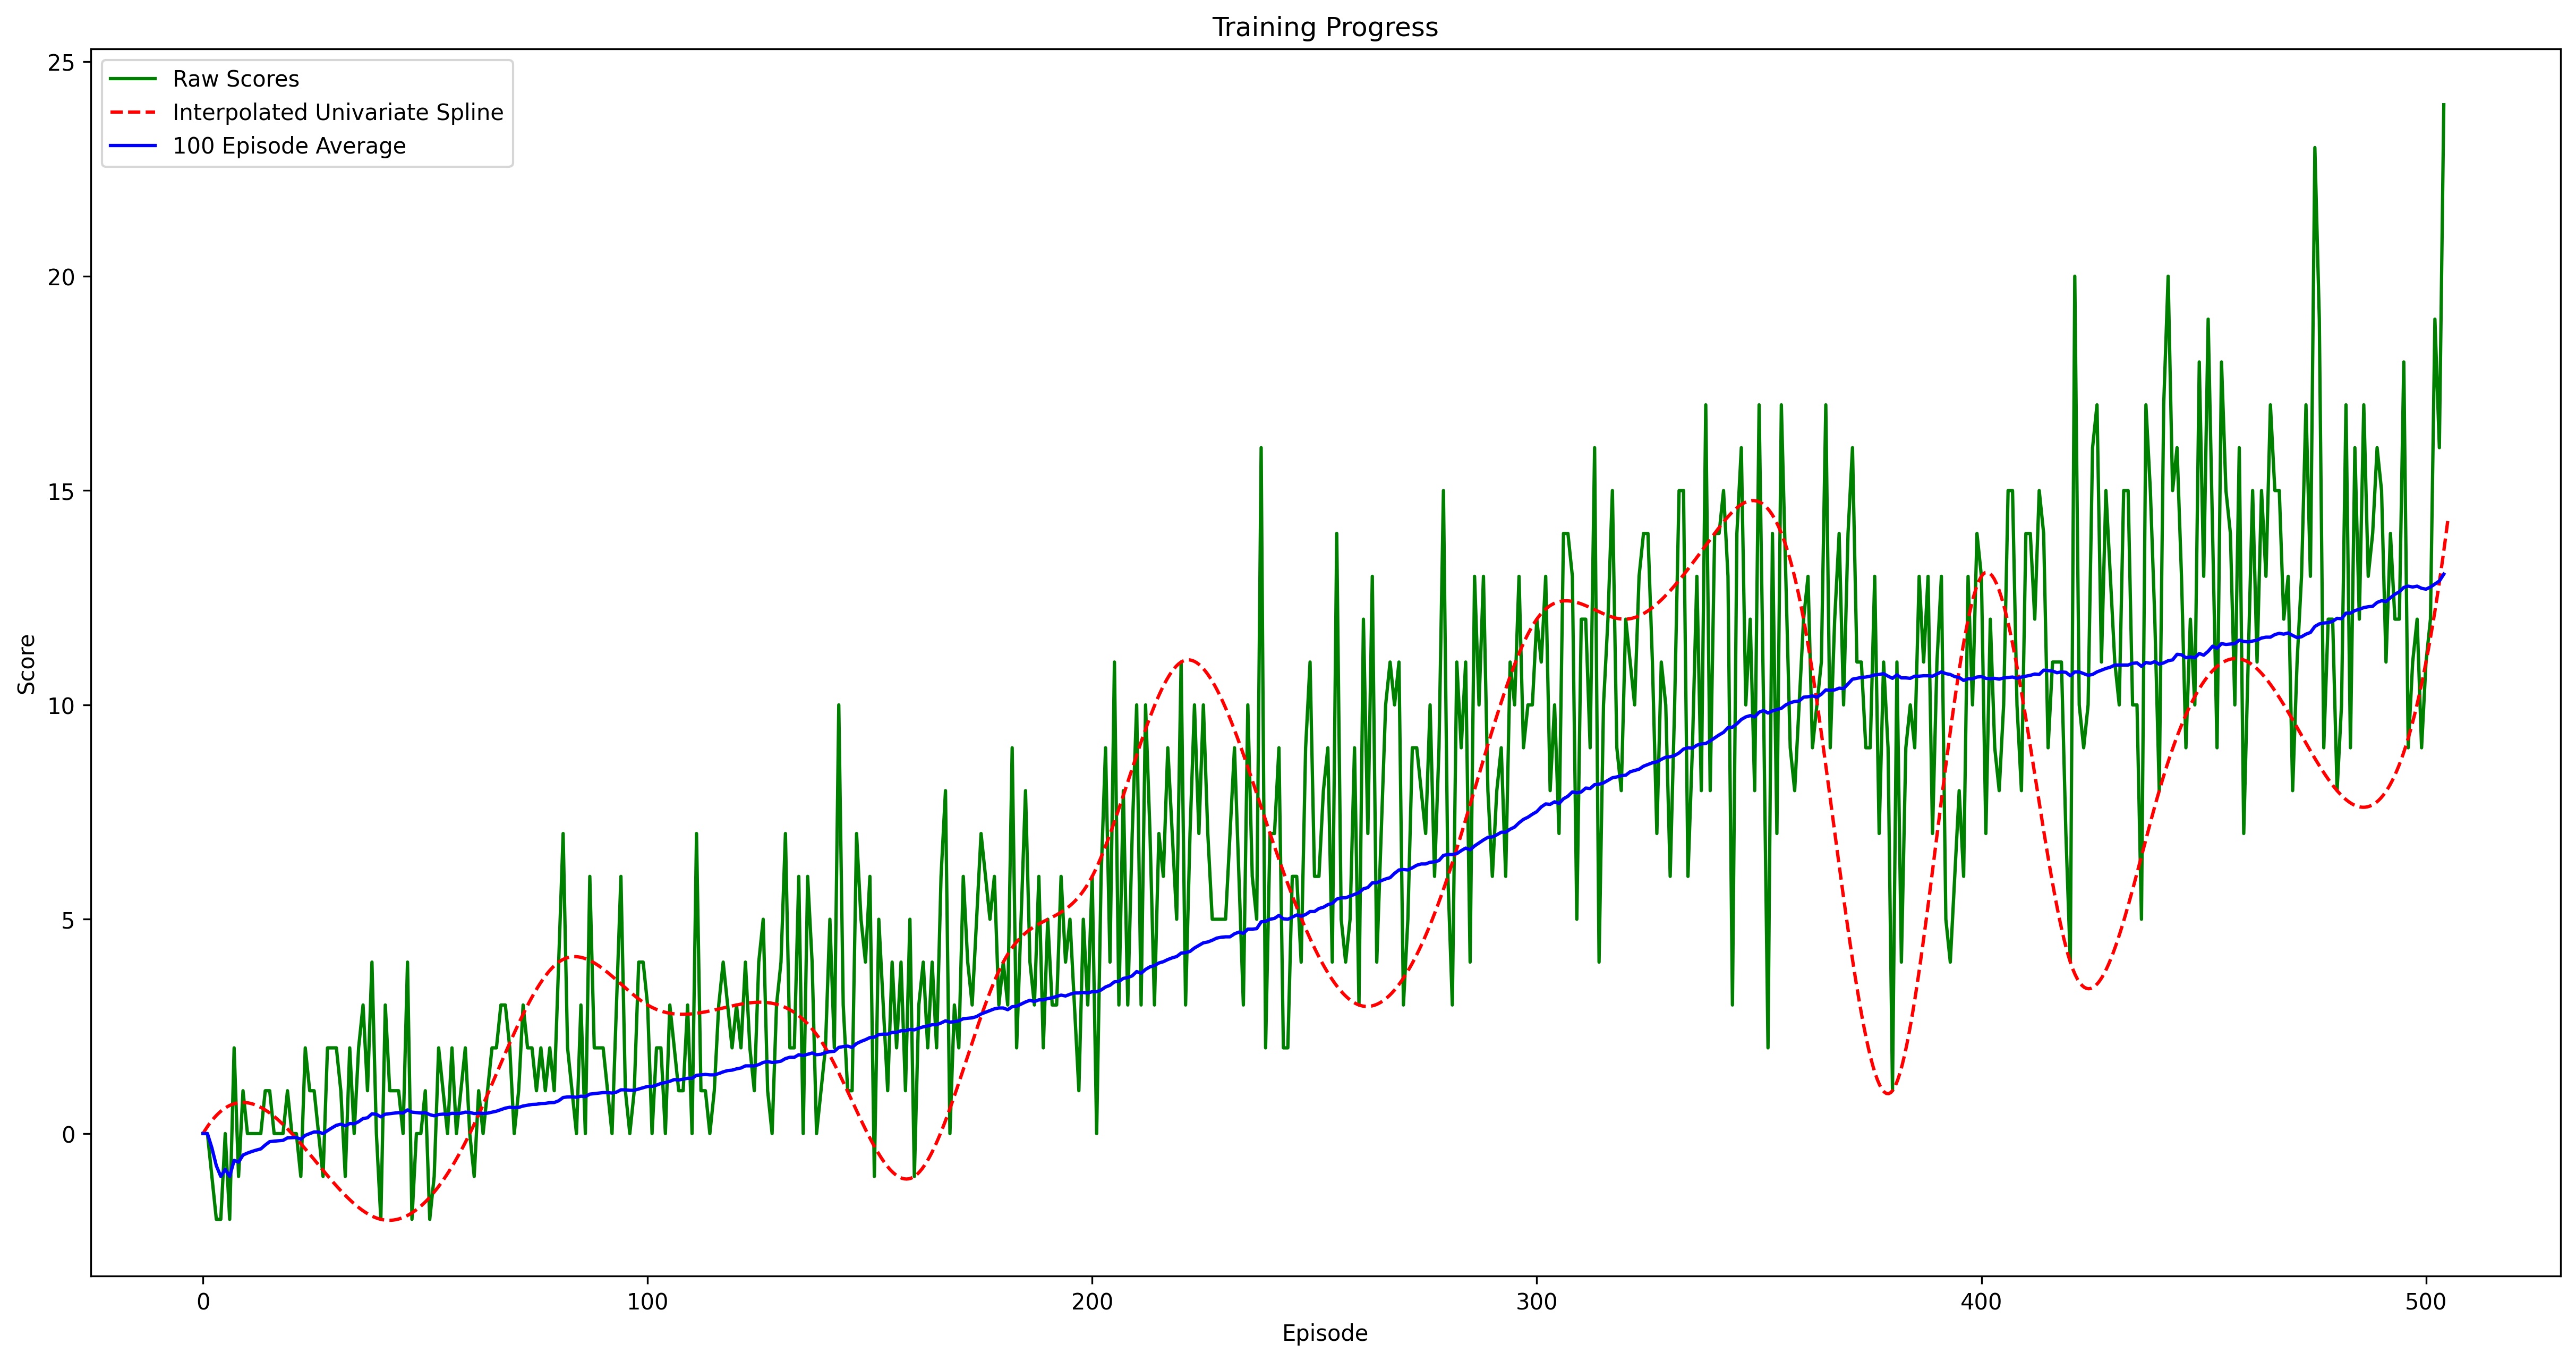 Training Progress
Raw Scores
Interpolated Univariate Spline
100 Episode Average
25
20
15
10
5
0
Score
0
100
200
300
400
500
Episode